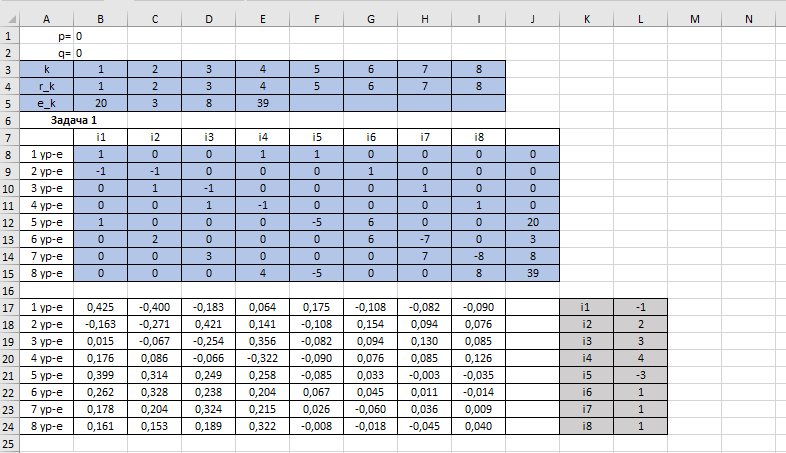 A B C D E F G H I J K L M N
1 p= 0
2 q= 0
3 k 1 2 3 4 5 6 7 8
4 r_k 1 2 3 4 5 6 7 8
5 e_k 20 3 8 39
6 Задача 1
7 i1 i2 i3 i4 i5 i6 i7 i8
8 1 ур-е 1 0 0 1 1 0 0 0 0
9 2 ур-е -1 -1 0 0 0 1 0 0 0
10 3 ур-е 0 1 -1 0 0 0 1 0 0
11 4 ур-е 0 0 1 -1 0 0 0 1 0
12 5 ур-е 1 0 0 0 -5 6 0 0 20
13 6 ур-е 0 2 0 0 0 6 -7 0 3
14 7 ур-е 0 0 3 0 0 0 7 -8 8
15 8 ур-е 0 0 0 4 -5 0 0 8 39
16
17 1 ур-е 0,425 -0,400 -0,183 0,064 0,175 -0,108 -0,082 -0,090 i1 -1
18 2 ур-е -0,163 -0,271 0,421 0,141 -0,108 0,154 0,094 0,076 i2 2
19 3 ур-е 0,015 -0,067 -0,254 0,356 -0,082 0,094 0,130 0,085 i3 3
20 4 ур-е 0,176 0,086 -0,066 -0,322 -0,090 0,076 0,085 0,126 i4 4
21 5 ур-е 0,399 0,314 0,249 0,258 -0,085 0,033 -0,003 -0,035 i5 -3
22 6 ур-е 0,262 0,328 0,238 0,204 0,067 0,045 0,011 -0,014 i6 1
23 7 ур-е 0,178 0,204 0,324 0,215 0,026 -0,060 0,036 0,009 i7 1
24 8 ур-е 0,161 0,153 0,189 0,322 -0,008 -0,018 -0,045 0,040 i8 1
25